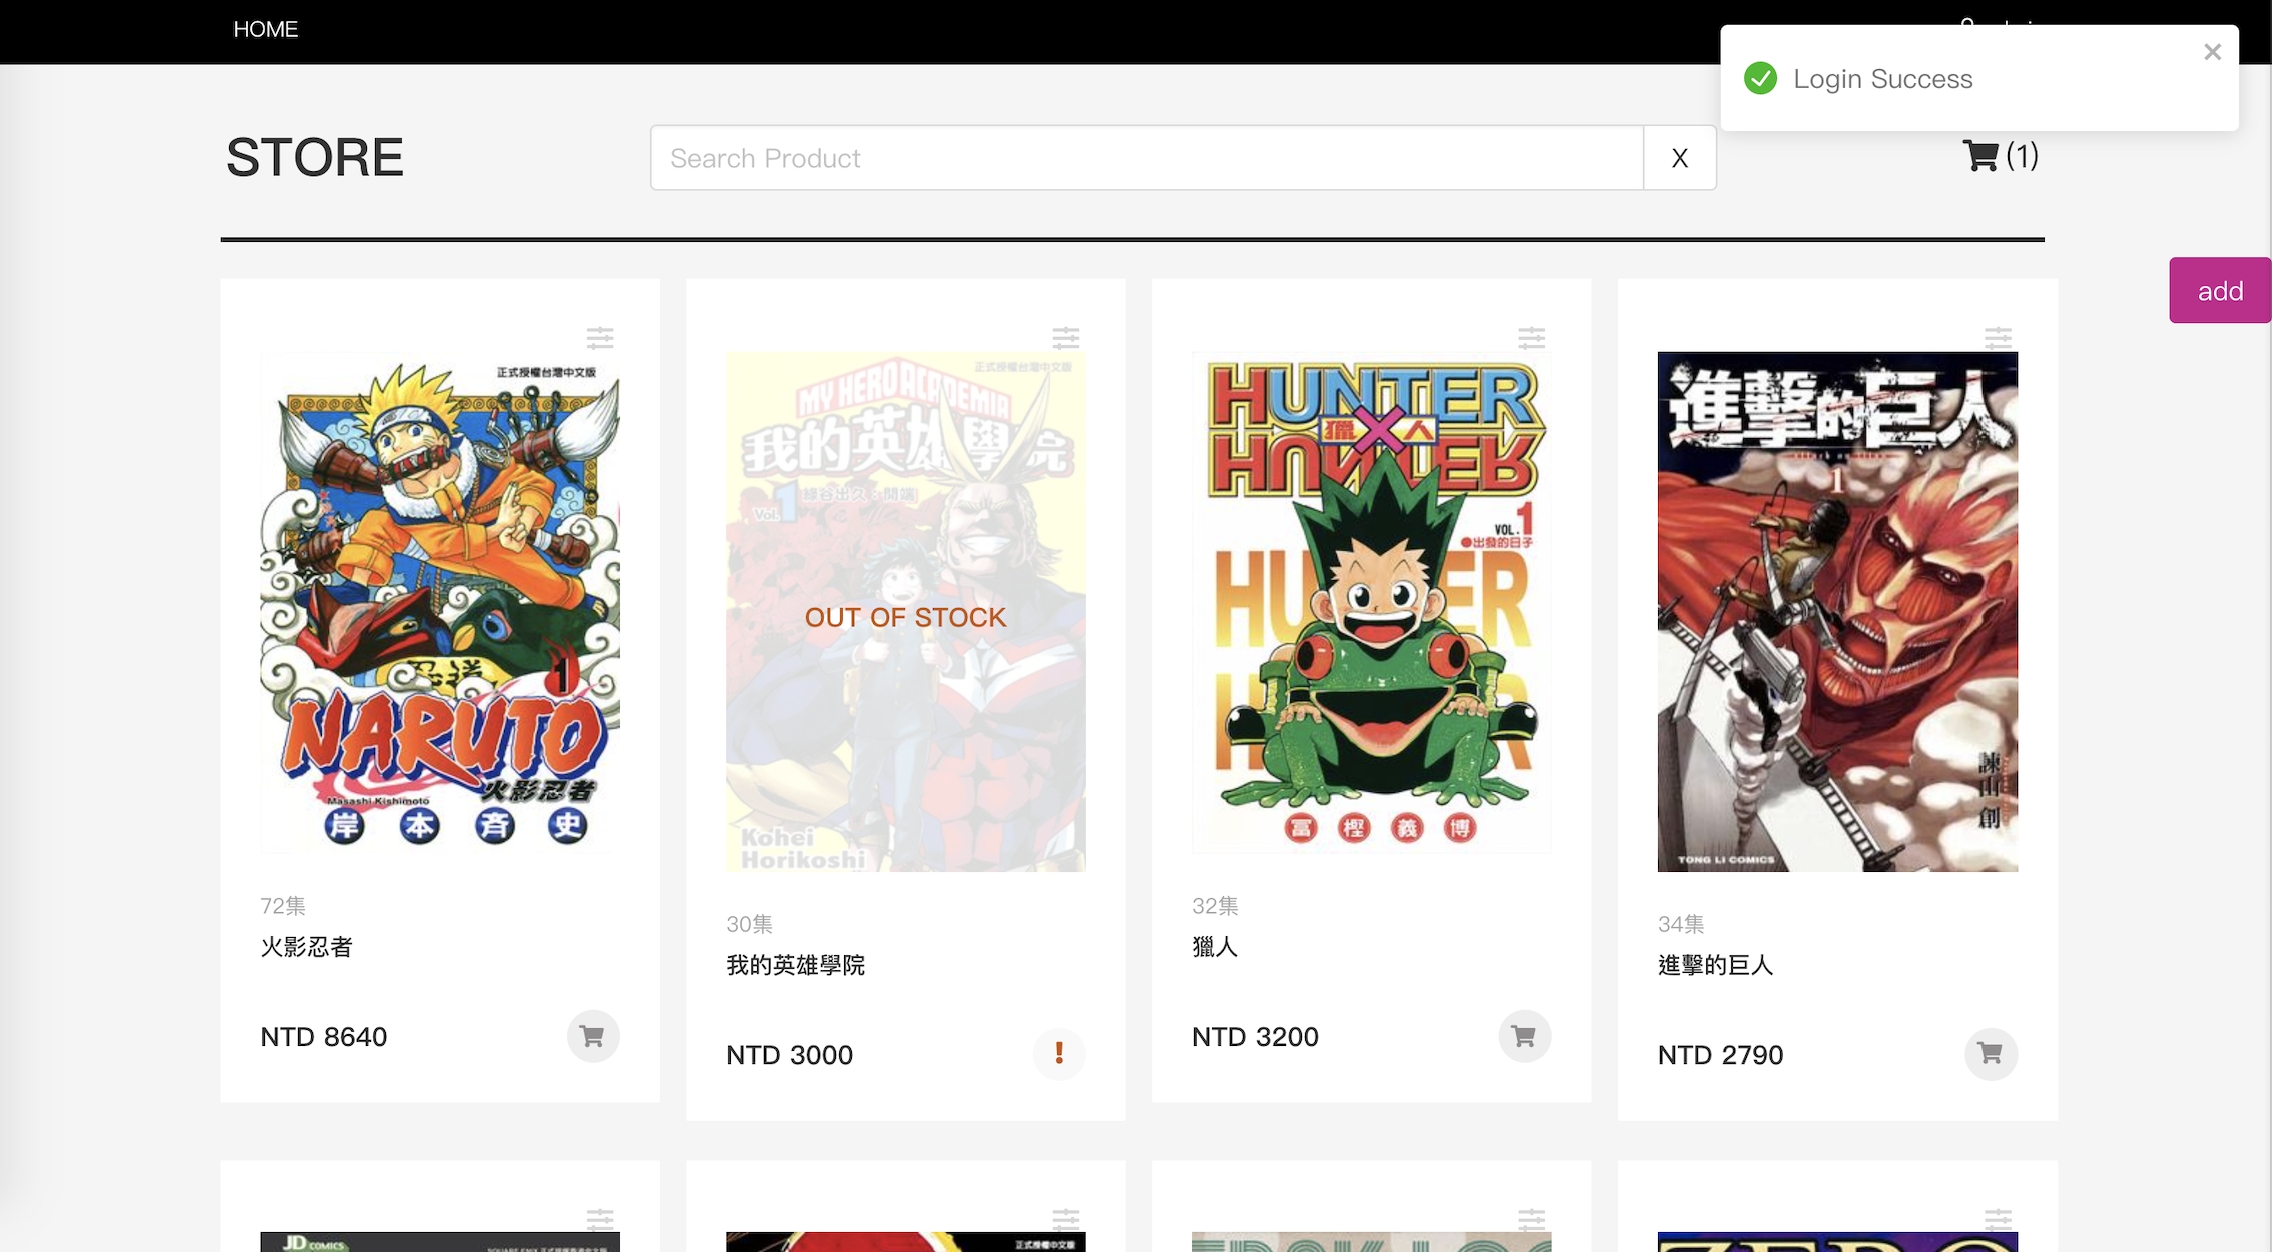 HOME
Login Success
STORE
Search Product
X
(1)
add
正式授權台灣中文版
1
NARUTO
Masashi Kishimoto
火影忍者
岸本斉史
72集
火影忍者
NTD 8640
正式授權台灣中文版
MY HERO ACADEMIA
我的英雄學院
Vol. 1 綠谷出久：開端
OUT OF STOCK
Kohei
Horikoshi
30集
我的英雄學院
NTD 3000
HUNTER
獵×人
HUNTER
VOL.1
●出發的日子
冨樫義博
32集
獵人
NTD 3200
進擊的巨人
attack on titan
1
諫山創
TONG LI COMICS
34集
進擊的巨人
NTD 2790
JD COMICS
正式授權中文版